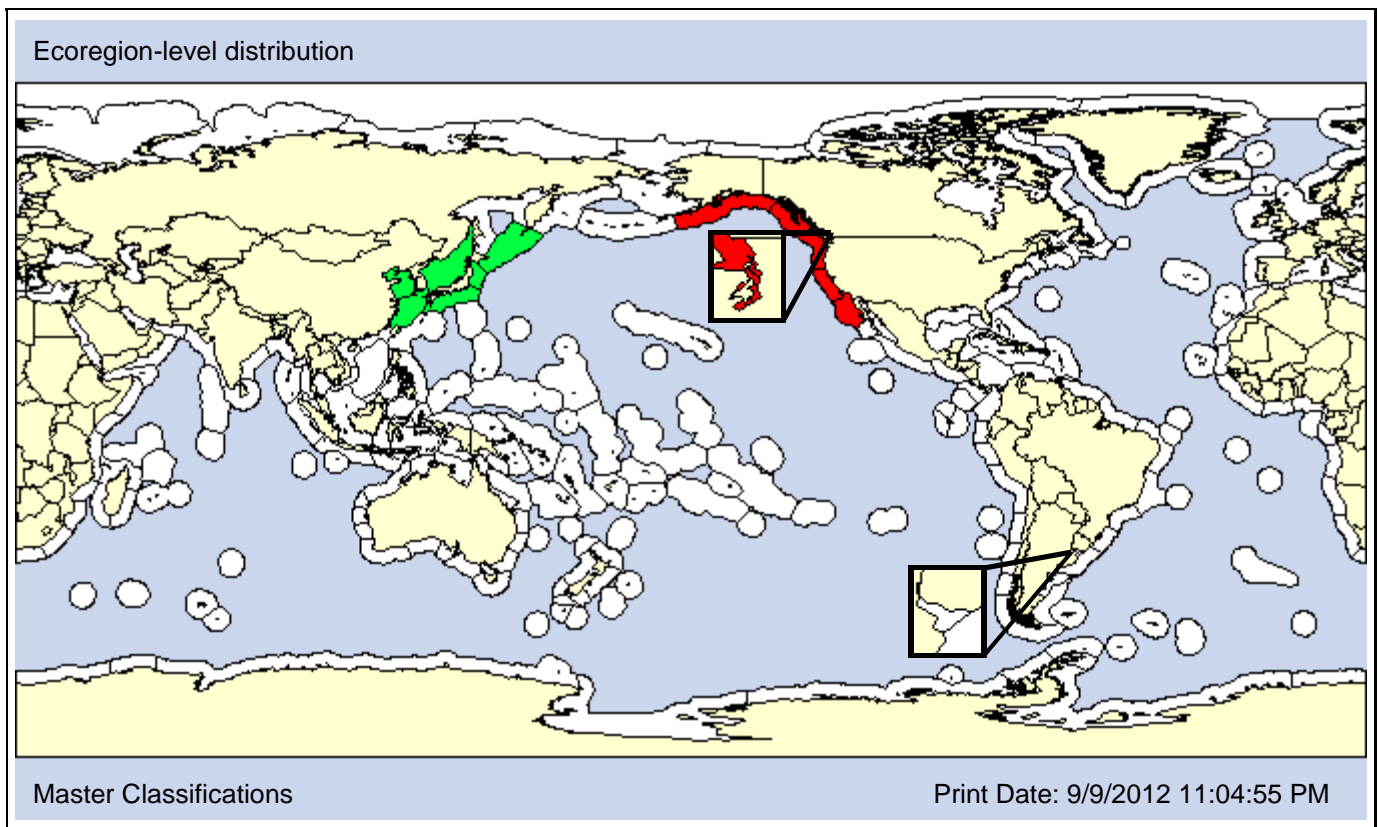 Ecoregion-level distribution
Master Classifications
Print Date: 9/9/2012 11:04:55 PM